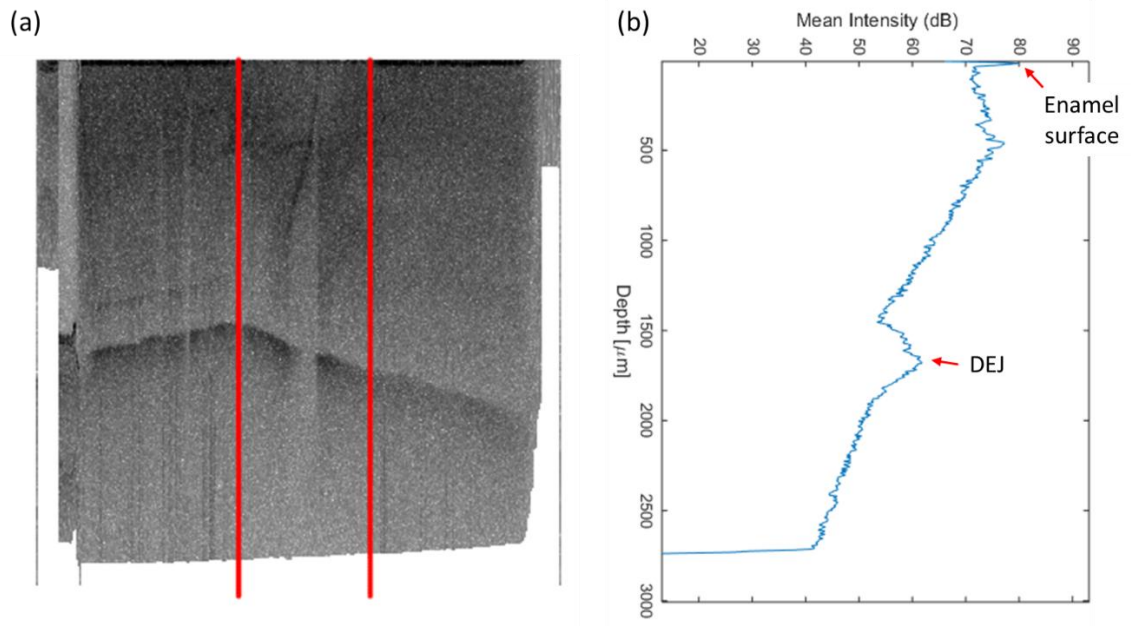 (a)
(b)
Mean Intensity (dB)
20 30 40 50 60 70 80 90
Enamel
surface
500
1000
Depth [μm]
1500
DEJ
2000
2500
3000